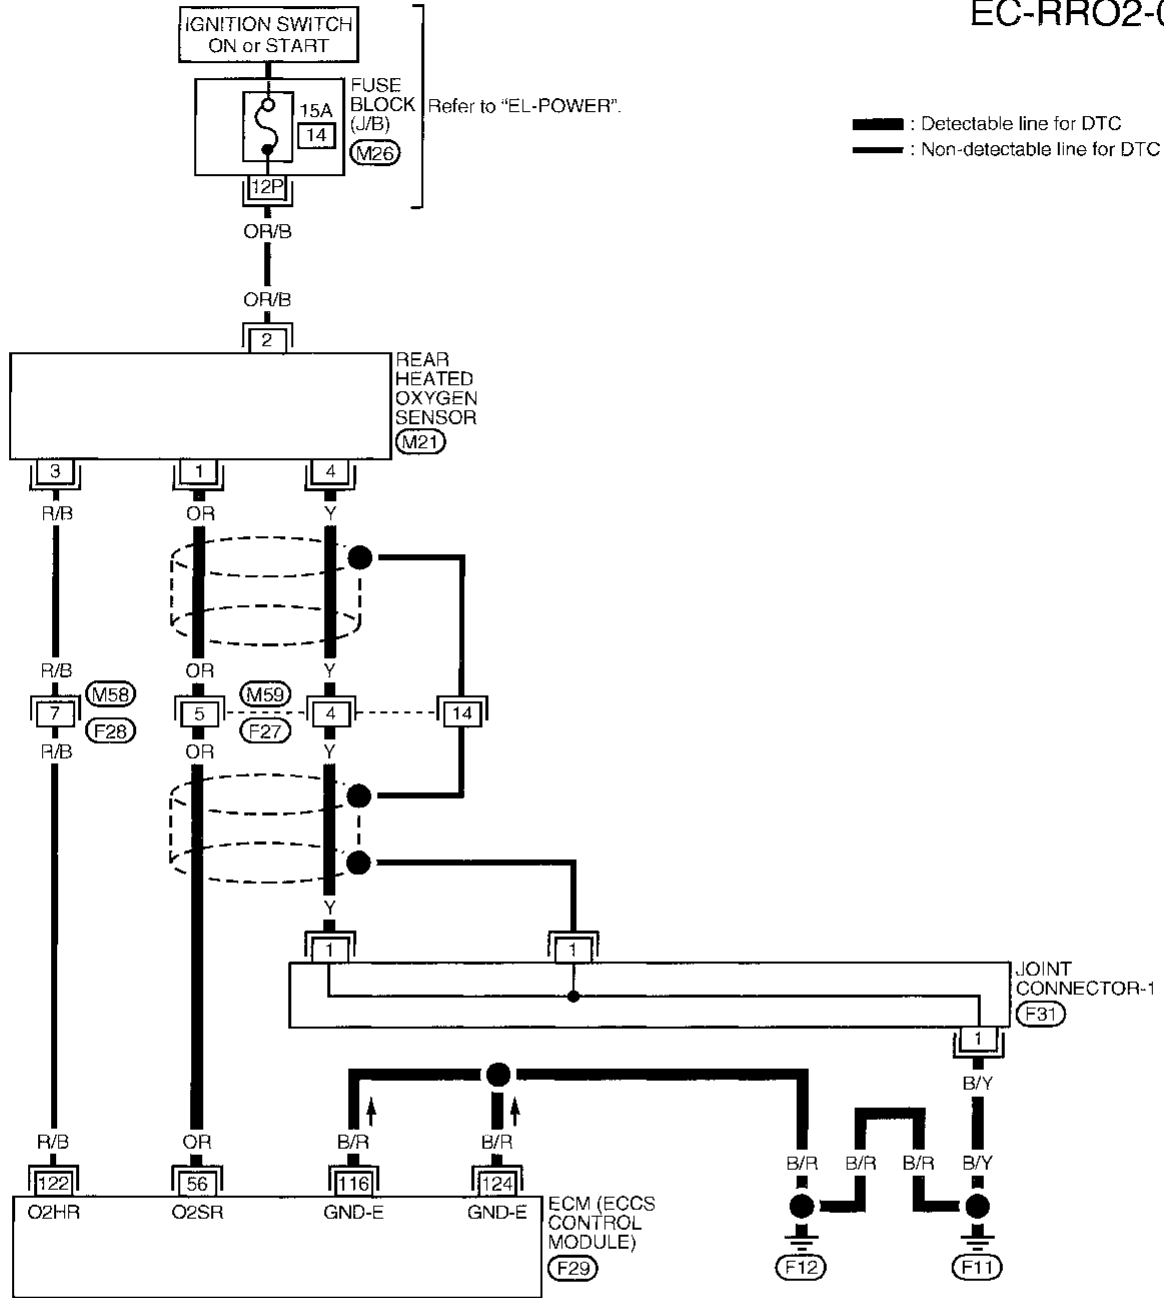 EC-RRO2-0
IGNITION SWITCH
ON or START
FUSE
BLOCK
(J/B)
M26
15A
14
12P
Refer to "EL-POWER".
: Detectable line for DTC
: Non-detectable line for DTC
OR/B
OR/B
2
REAR
HEATED
OXYGEN
SENSOR
M21
3
1
4
R/B
OR
Y
R/B
OR
Y
7
M58
F28
5
M59
F27
4
14
R/B
OR
Y
Y
1
1
JOINT
CONNECTOR-1
F31
1
B/Y
R/B
OR
B/R
B/R
B/R
B/R
B/R
B/Y
122
56
116
124
O2HR
O2SR
GND-E
GND-E
ECM (ECCS
CONTROL
MODULE)
F29
F12
F11